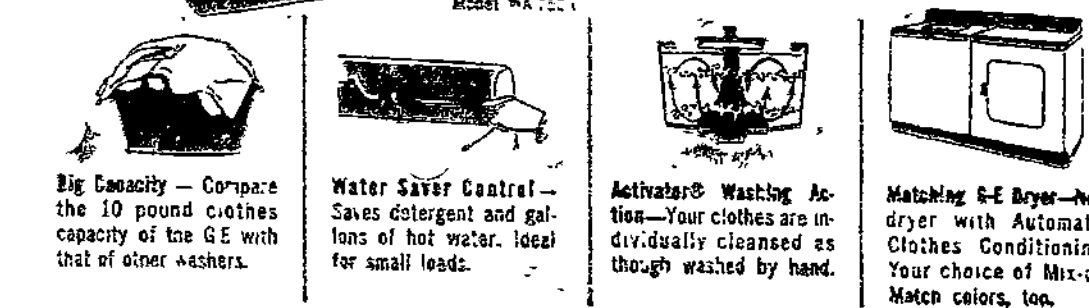 Model
Big Capacity — Compare
the 10 pound clothes
capacity of the GE with
that of other washers.
Water Saver Control —
Saves detergent and gal-
lons of hot water. Ideal
for small loads.
Activator® Washing Ac-
tion—Your clothes are in-
dividually cleansed as
though washed by hand.
Matching G-E Dryer—
dryer with Automat
Clothes Conditionin
Your choice of Mix-
Match colors, too.